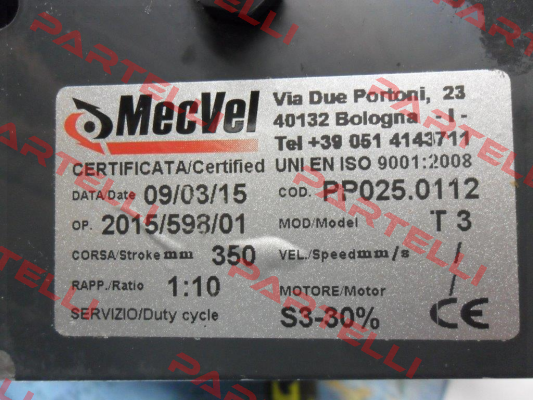 MecVel
Via Due Portoni, 23
40132 Bologna - I -
Tel +39 051 4143711
CERTIFICATA/Certified UNI EN ISO 9001:2008
DATA/Date 09/03/15 COD. PP025.0112
OP. 2015/598/01 MOD/Model T 3
CORSA/Stroke mm 350 VEL./Speed mm/s /
RAPP./Ratio 1:10 MOTORE/Motor /
SERVIZIO/Duty cycle S3-30% CE
PARTELLI
PARTELLI
PARTELLI
PARTELLI
PARTELLI
PARTELLI